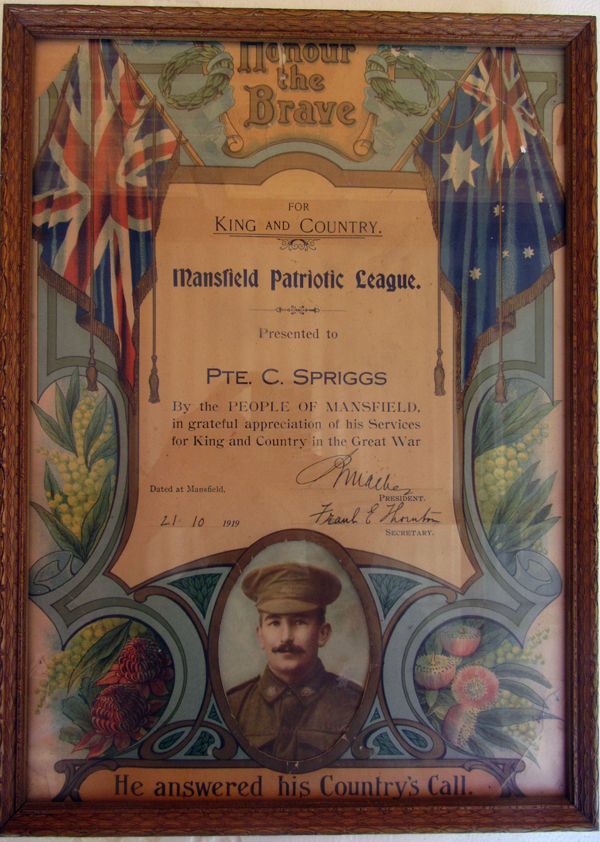 Honour
the
Brave
FOR
KING AND COUNTRY.
Mansfield Patriotic League.
Presented to
PTE. C. SPRIGGS
By the PEOPLE OF MANSFIELD,
in grateful appreciation of his Services
for King and Country in the Great War
Dated at Mansfield,
PRESIDENT.
21 · 10 1919
Frank E Thornton
SECRETARY.
He answered his Country's Call.